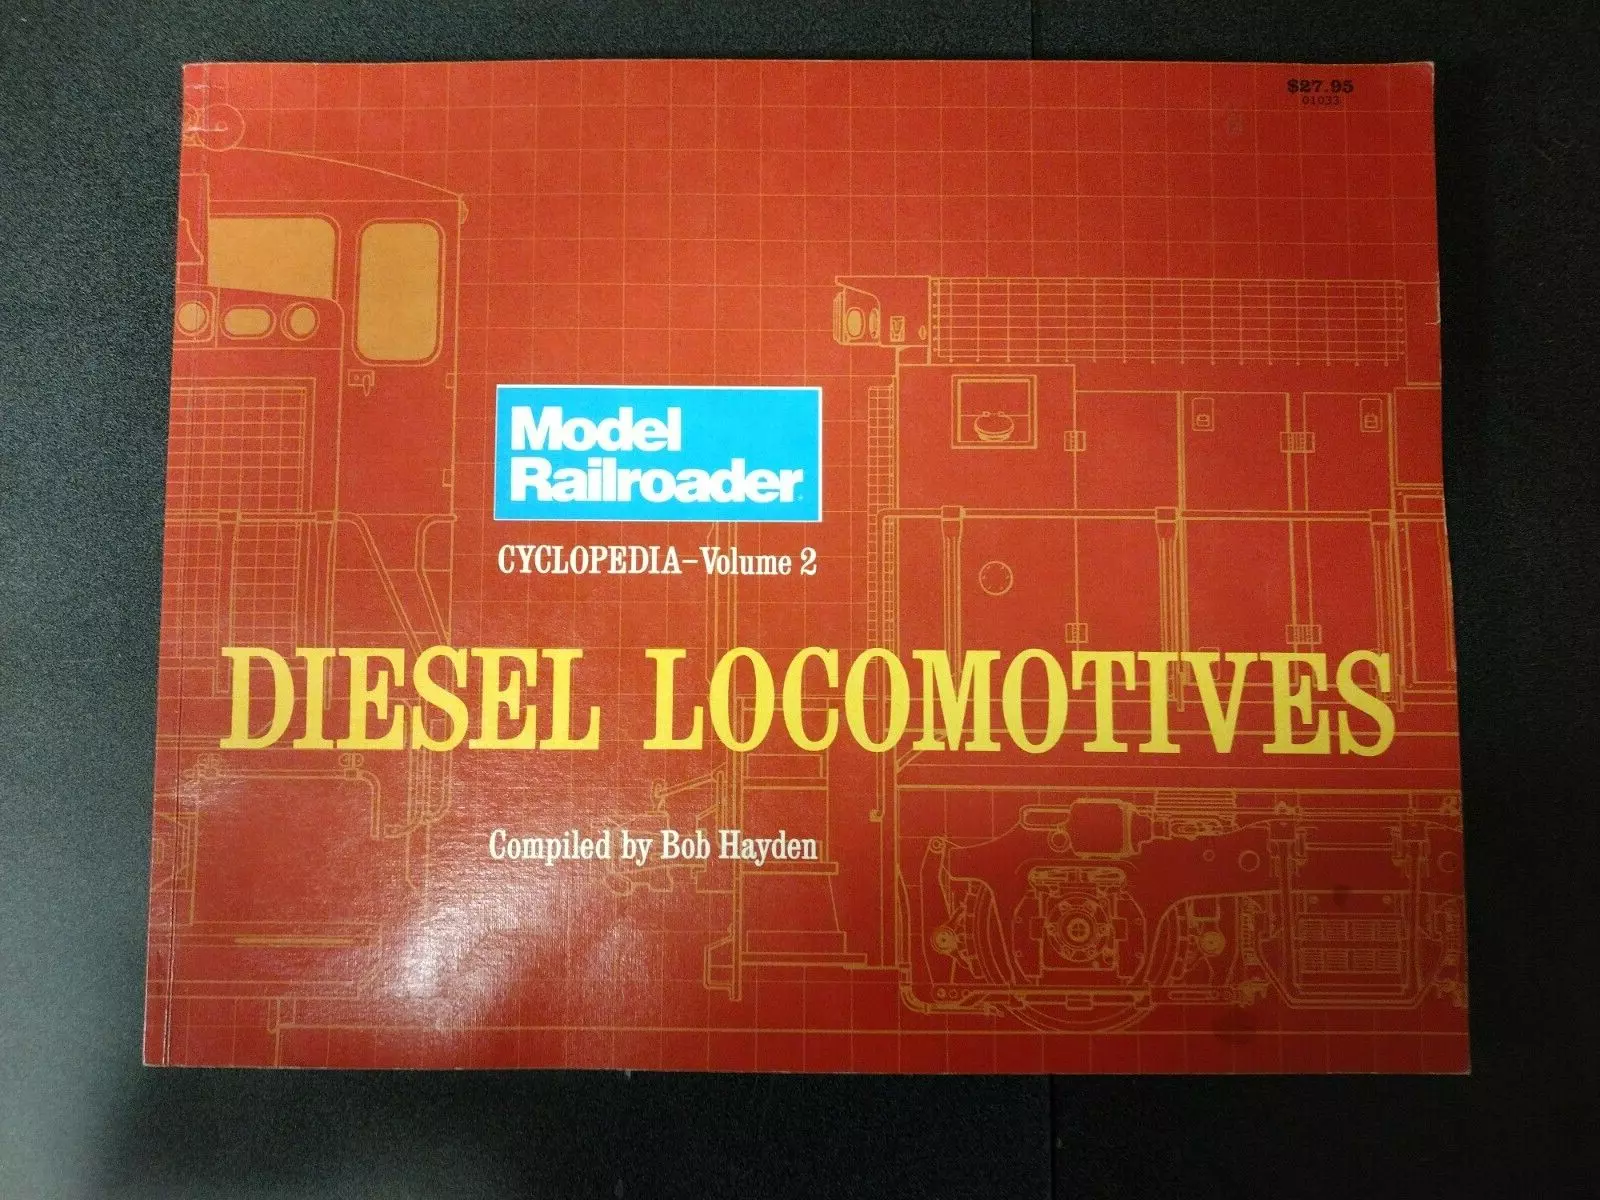 $27.95
01033
Model
Railroader
CYCLOPEDIA–Volume 2
DIESEL LOCOMOTIVES
Compiled by Bob Hayden